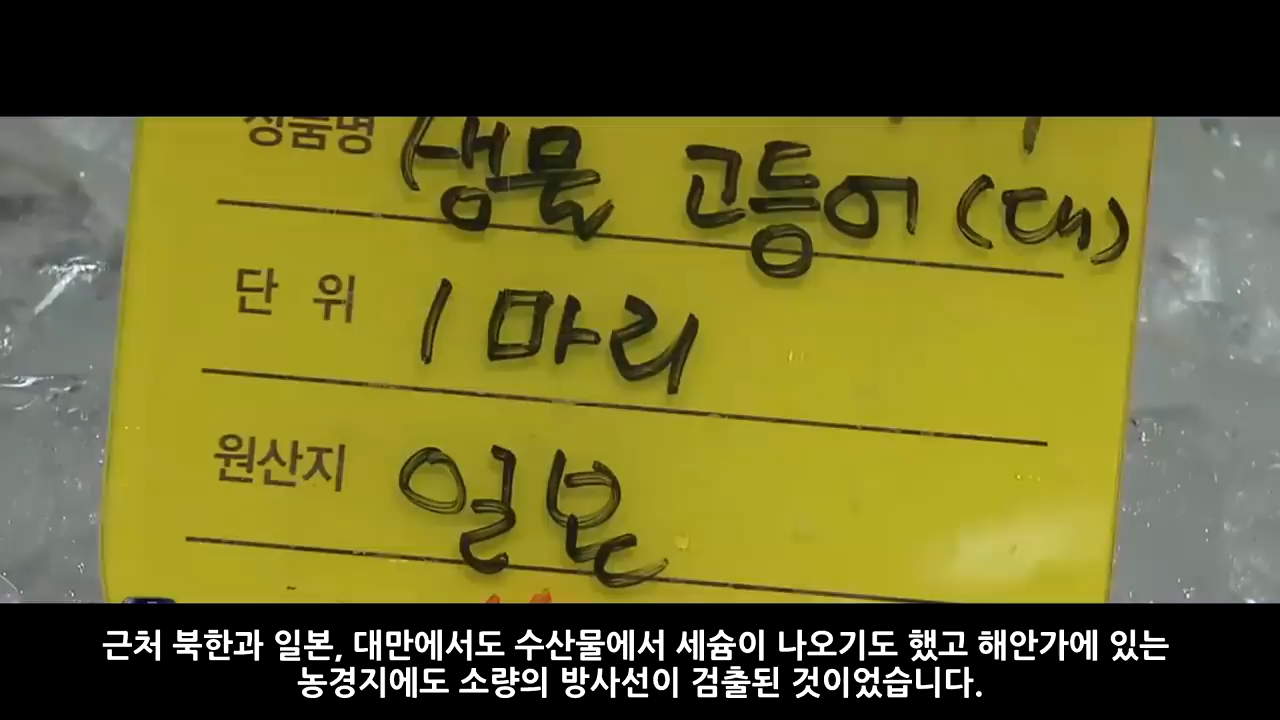 상품명 생물 고등어 (대)
단 위 1 마리
원산지 일본
근처 북한과 일본, 대만에서도 수산물에서 세슘이 나오기도 했고 해안가에 있는
농경지에도 소량의 방사선이 검출된 것이었습니다.